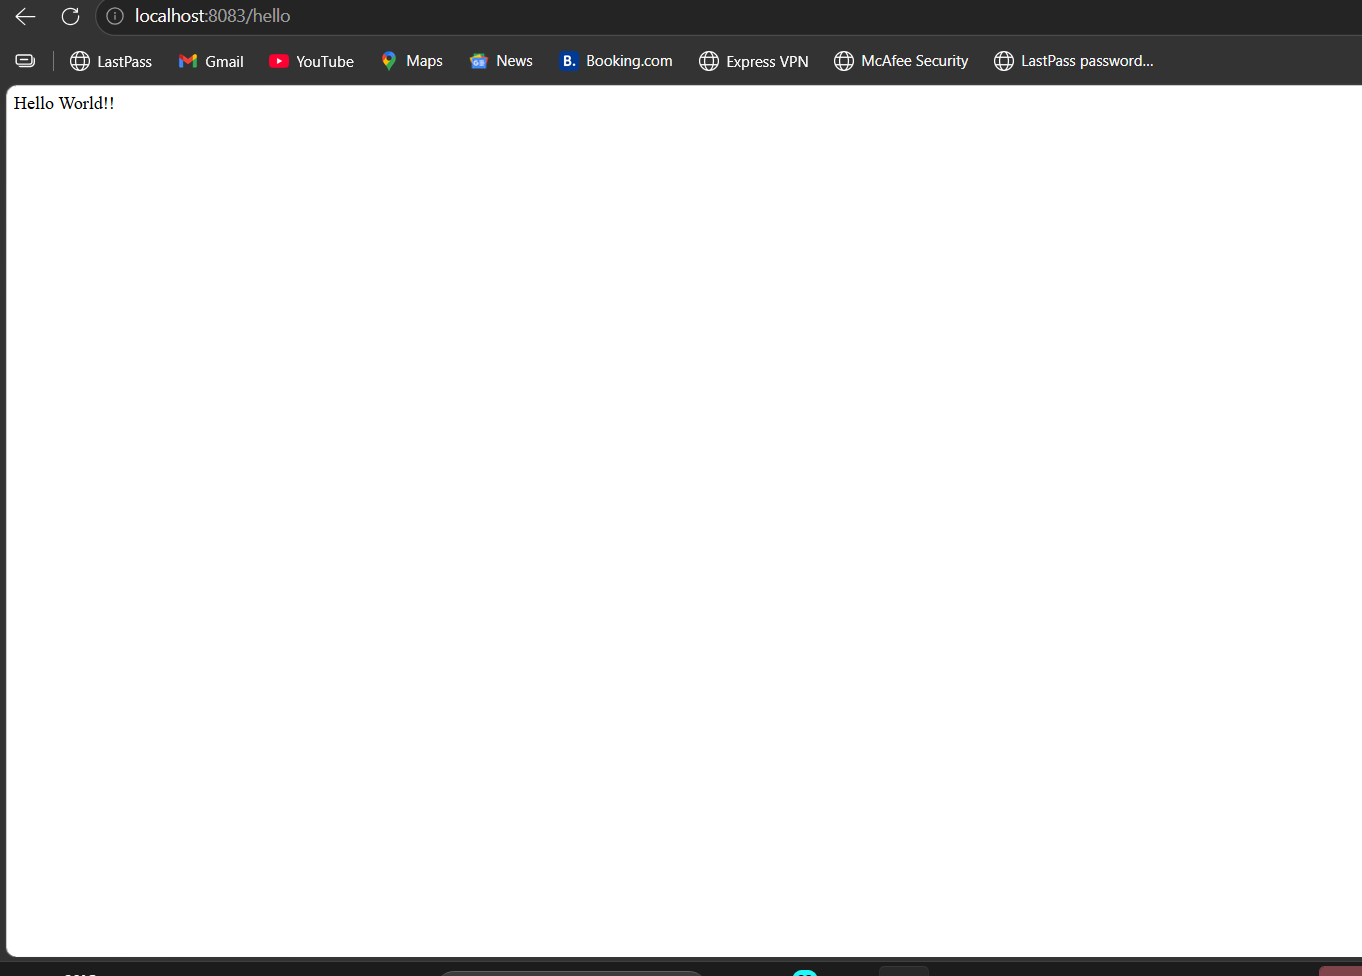 localhost:8083/hello
LastPass Gmail YouTube Maps News B. Booking.com Express VPN McAfee Security LastPass password...
Hello World!!